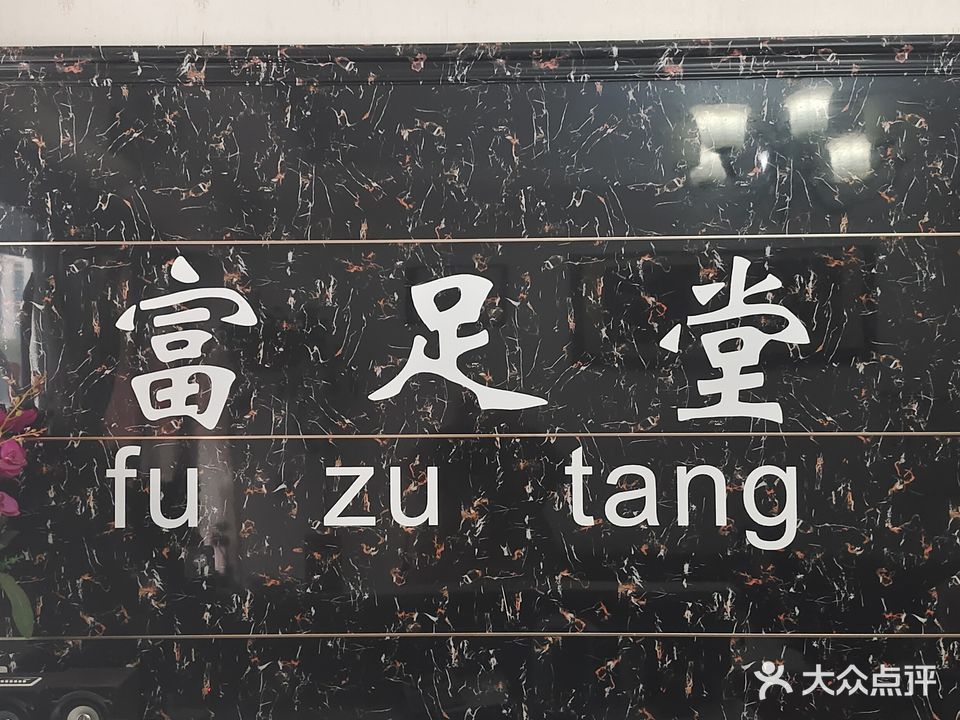 富足堂
fu zu tang
大众点评